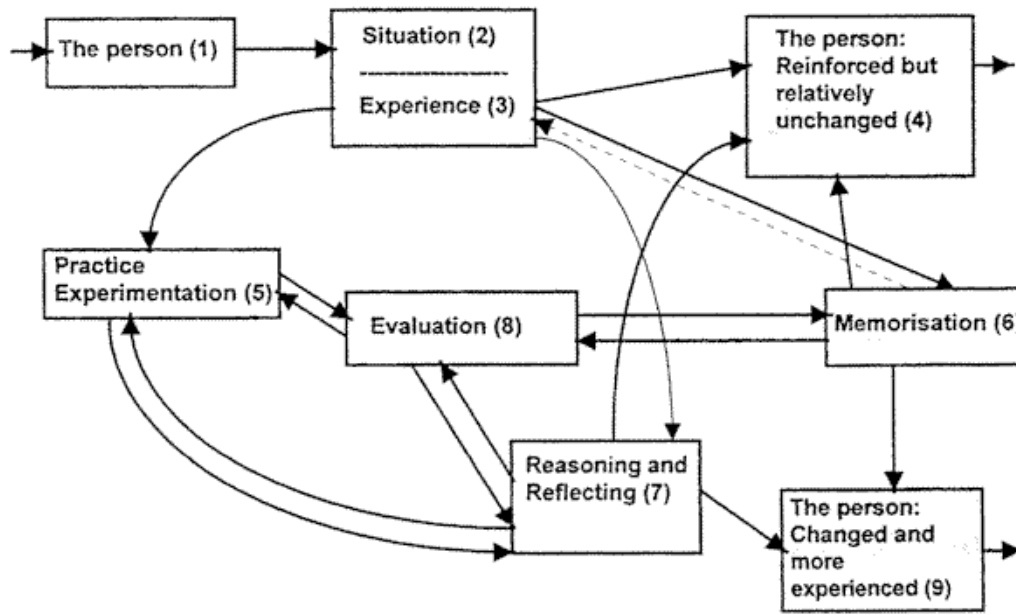 The person (1)
Situation (2)
Experience (3)
The person:
Reinforced but
relatively
unchanged (4)
Practice
Experimentation (5)
Evaluation (8)
Memorisation (6)
Reasoning and
Reflecting (7)
The person:
Changed and
more
experienced (9)